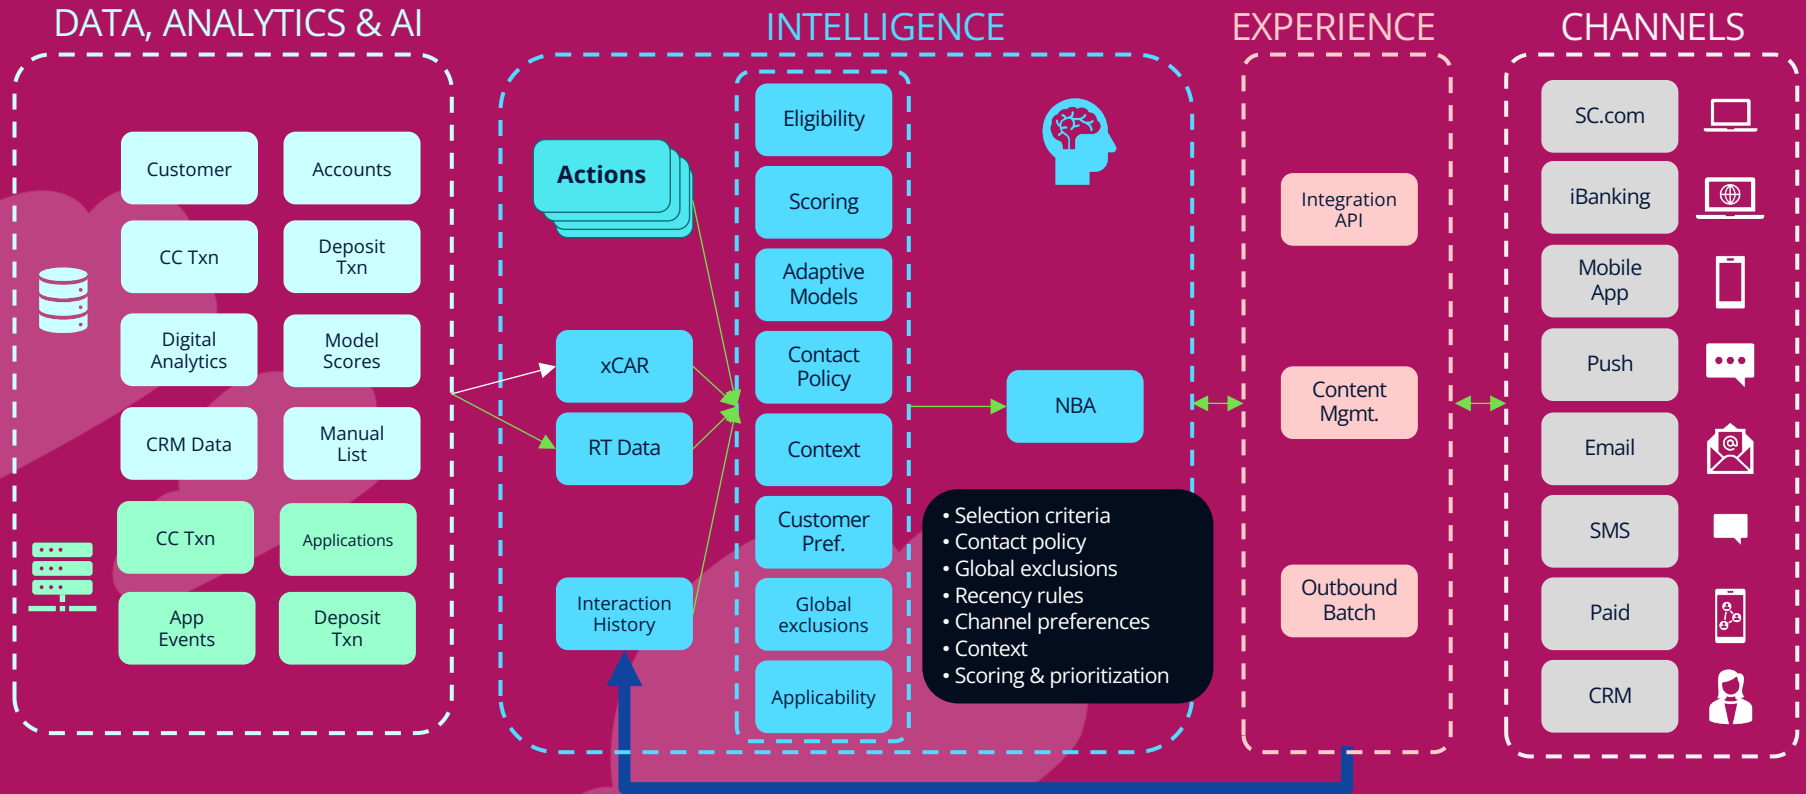 DATA, ANALYTICS & AI
INTELLIGENCE
EXPERIENCE
CHANNELS
Customer
Accounts
CC Txn
Deposit
Txn
Digital
Analytics
Model
Scores
CRM Data
Manual
List
CC Txn
Applications
App
Events
Deposit
Txn
Actions
xCAR
RT Data
Interaction
History
Eligibility
Scoring
Adaptive
Models
Contact
Policy
Context
Customer
Pref.
Global
exclusions
Applicability
NBA
• Selection criteria
• Contact policy
• Global exclusions
• Recency rules
• Channel preferences
• Context
• Scoring & prioritization
Integration
API
Content
Mgmt.
Outbound
Batch
SC.com
iBanking
Mobile
App
Push
Email
@
SMS
Paid
CRM